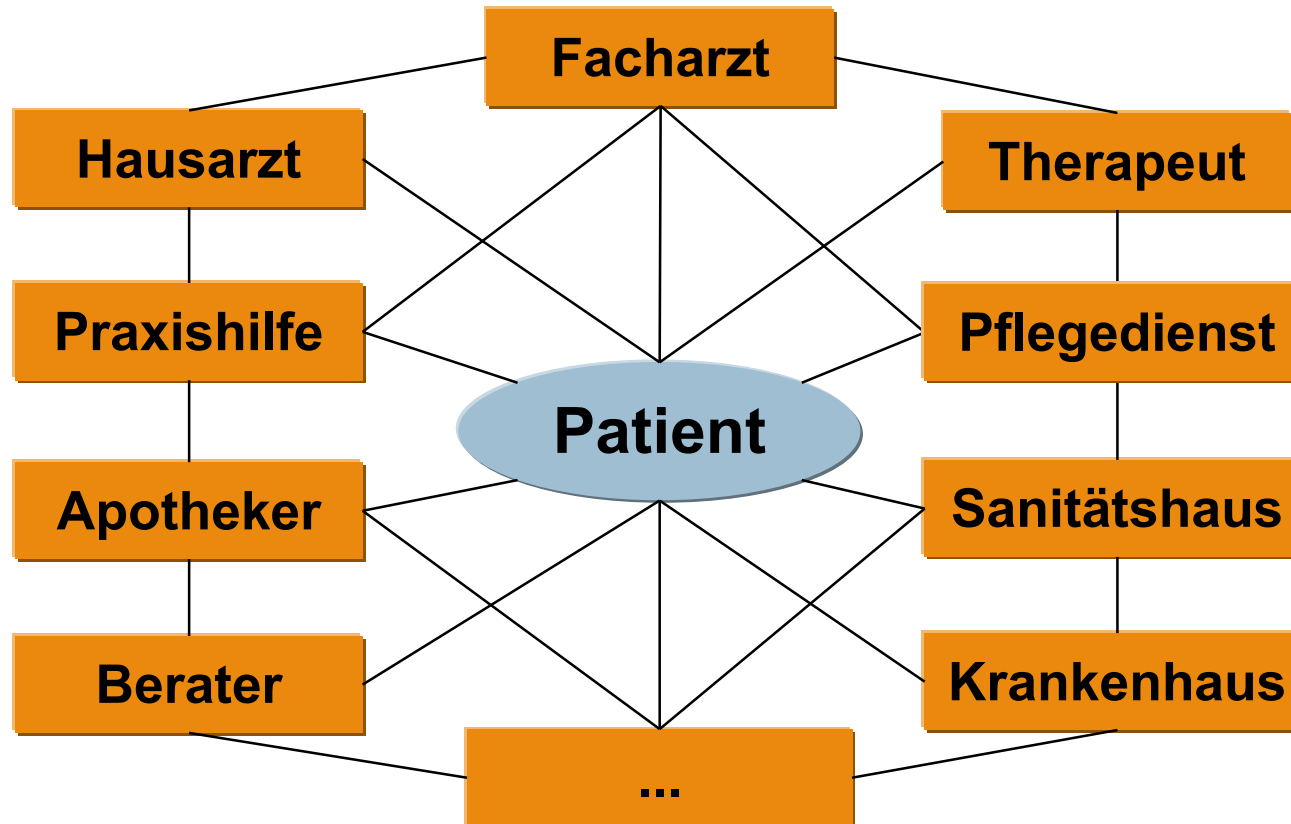 Facharzt
Hausarzt
Therapeut
Praxishilfe
Pflegedienst
Patient
Apotheker
Sanitätshaus
Berater
Krankenhaus
...